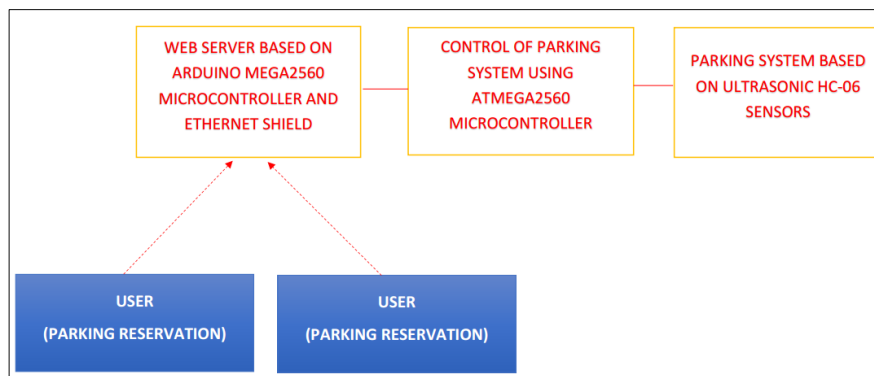 WEB SERVER BASED ON
ARDUINO MEGA2560
MICROCONTROLLER AND
ETHERNET SHIELD
CONTROL OF PARKING
SYSTEM USING
ATMEGA2560
MICROCONTROLLER
PARKING SYSTEM BASED
ON ULTRASONIC HC-06
SENSORS
USER
(PARKING RESERVATION)
USER
(PARKING RESERVATION)